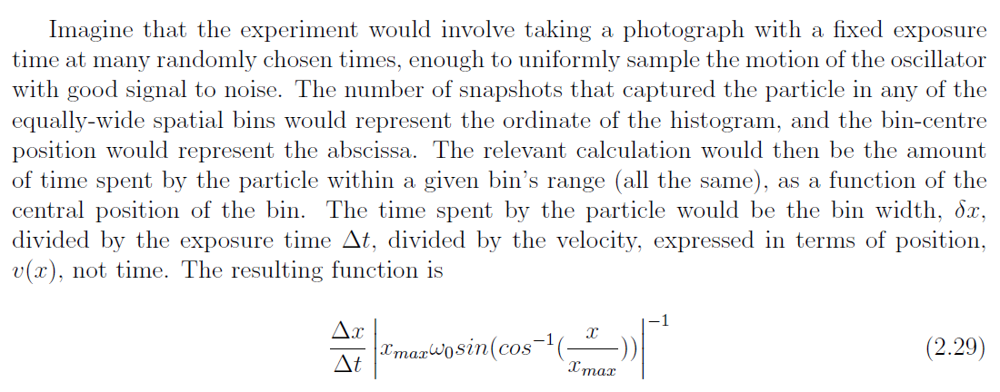 Imagine that the experiment would involve taking a photograph with a fixed exposure
time at many randomly chosen times, enough to uniformly sample the motion of the oscillator
with good signal to noise. The number of snapshots that captured the particle in any of the
equally-wide spatial bins would represent the ordinate of the histogram, and the bin-centre
position would represent the abscissa. The relevant calculation would then be the amount
of time spent by the particle within a given bin's range (all the same), as a function of the
central position of the bin. The time spent by the particle would be the bin width, δx,
divided by the exposure time Δt, divided by the velocity, expressed in terms of position,
v(x), not time. The resulting function is
\frac{Δx}{Δt} \left| x_{max}ω_0 sin(cos^{-1}(\frac{x}{x_{max}})) \right|^{-1} (2.29)